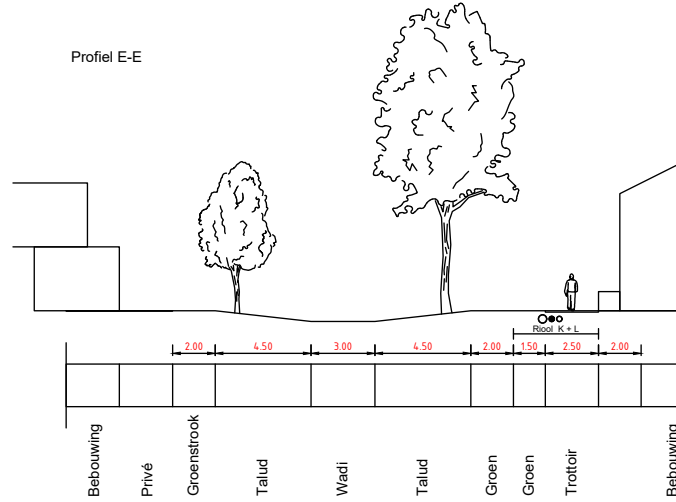 Profiel E-E
Riool K + L
2.00 4.50 3.00 4.50 2.00 1.50 2.50 2.00
Bebouwing
Privé
Groenstrook
Talud
Wadi
Talud
Groen
Groen
Trottoir
Bebouwing